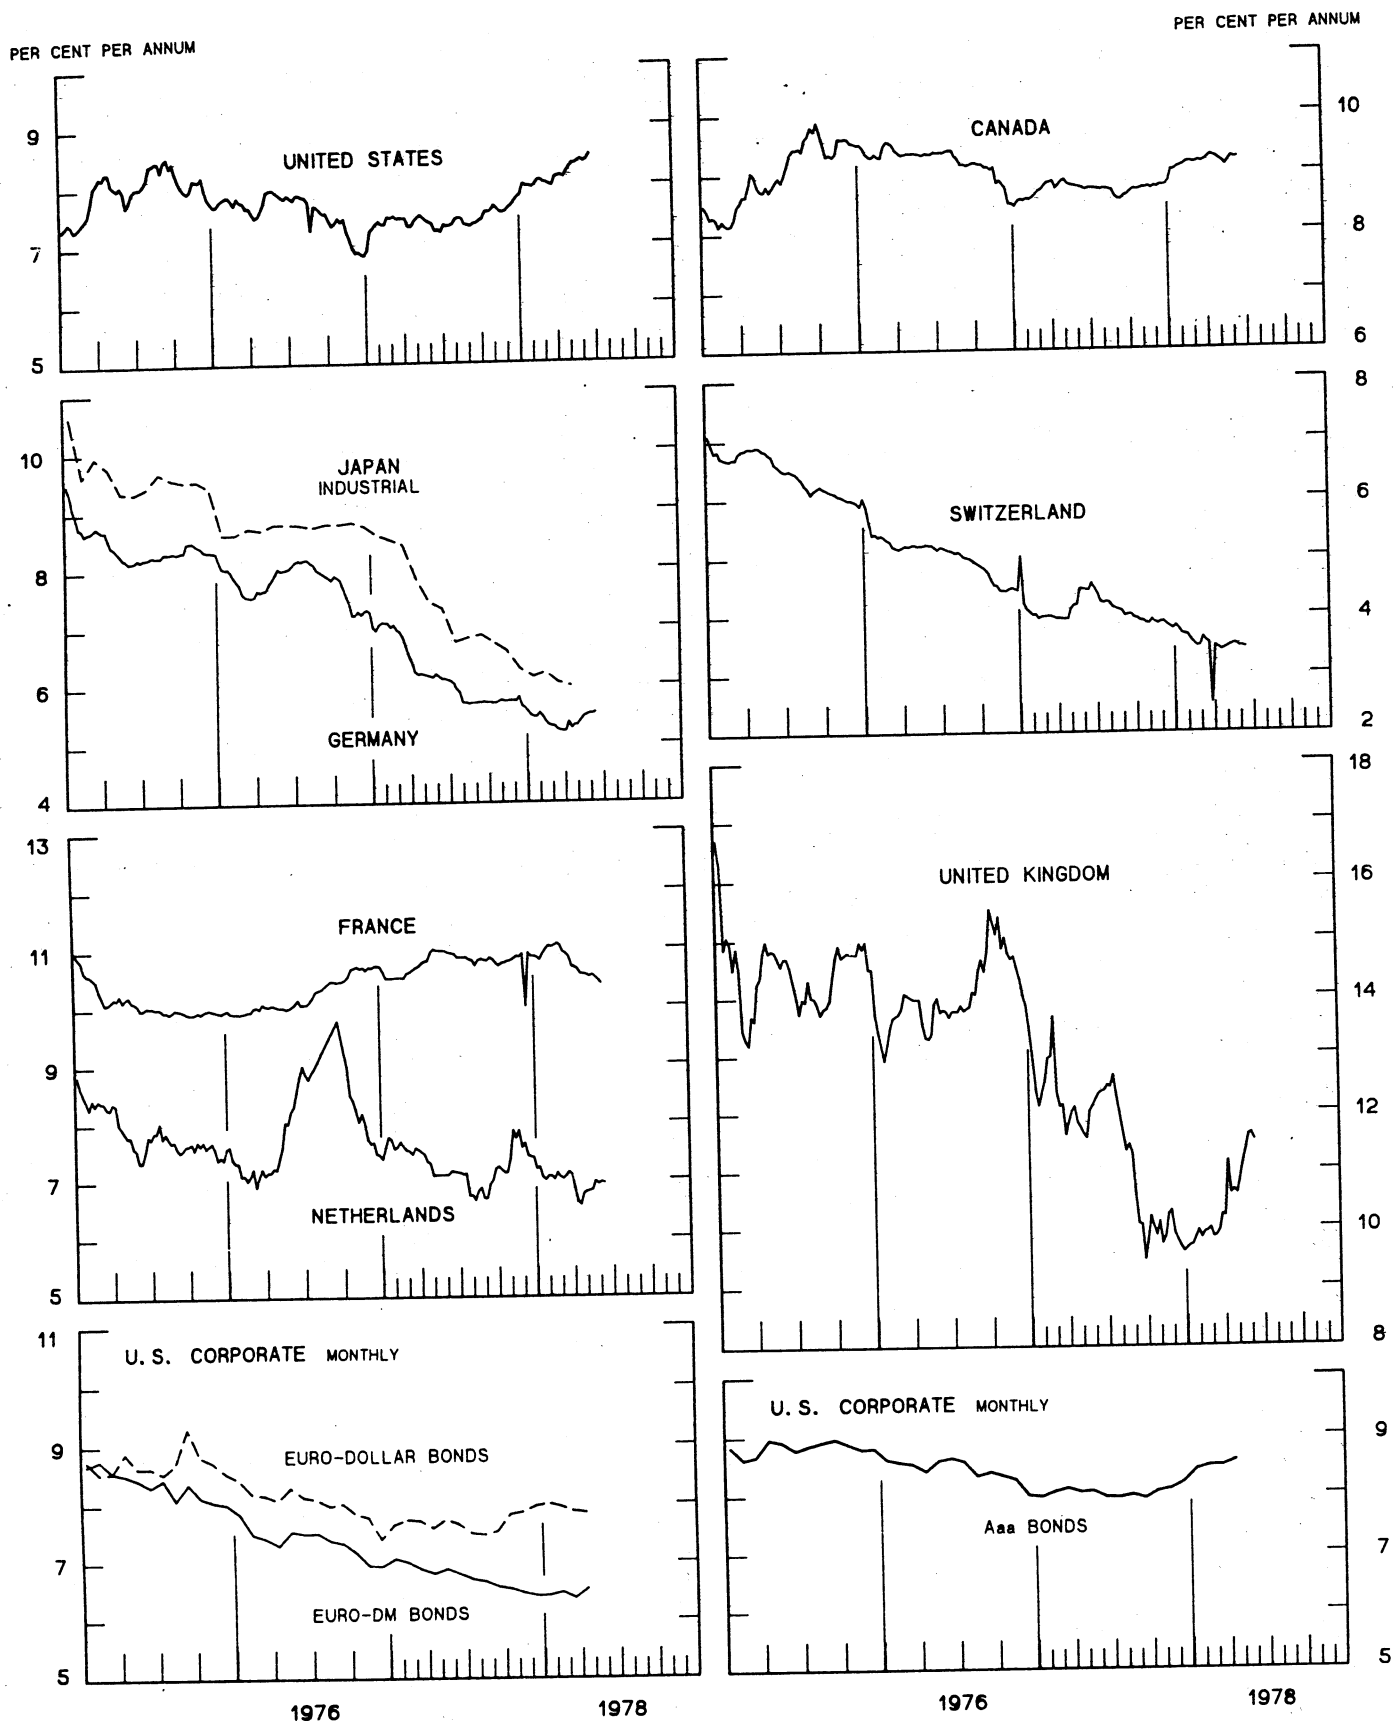 PER CENT PER ANNUM
PER CENT PER ANNUM
9
7
5
UNITED STATES
CANADA
10
8
6
10
8
6
4
JAPAN
INDUSTRIAL
GERMANY
SWITZERLAND
8
6
4
2
13
11
9
7
5
FRANCE
NETHERLANDS
UNITED KINGDOM
18
16
14
12
10
8
11
9
7
5
U.S. CORPORATE MONTHLY
EURO-DOLLAR BONDS
EURO-DM BONDS
1976
1978
U.S. CORPORATE MONTHLY
Aaa BONDS
9
7
5
1976
1978